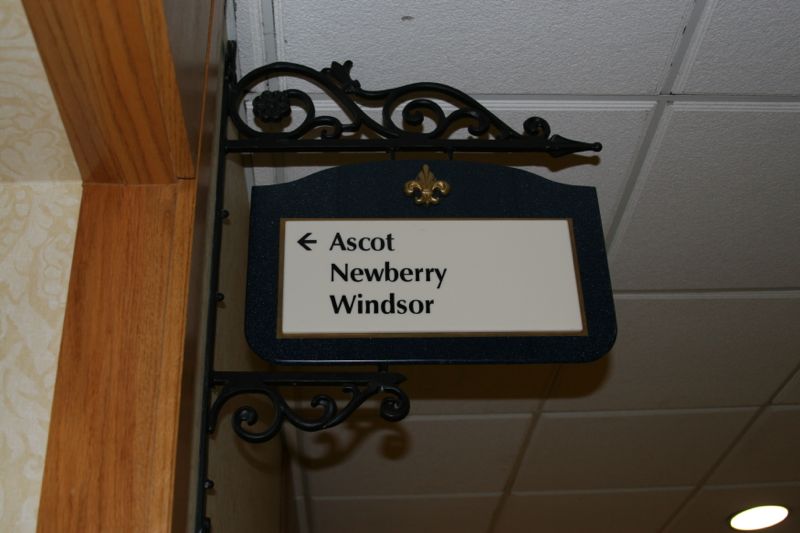 ← Ascot
Newberry
Windsor